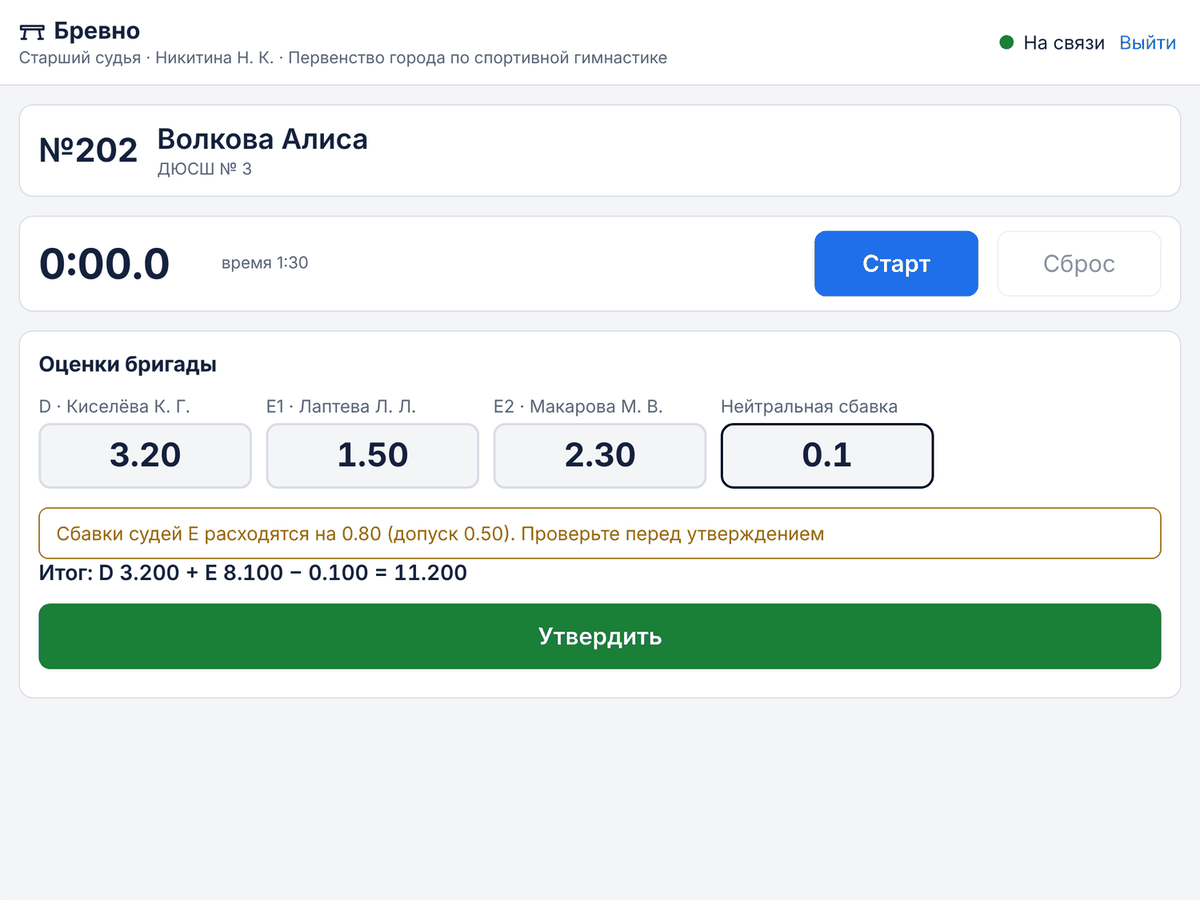 Бревно
Старший судья · Никитина Н. К. · Первенство города по спортивной гимнастике
На связи Выйти
№202
Волкова Алиса
ДЮСШ № 3
0:00.0
время 1:30
Старт
Сброс
Оценки бригады
D · Киселёва К. Г.
E1 · Лаптева Л. Л.
E2 · Макарова М. В.
Нейтральная сбавка
3.20
1.50
2.30
0.1
Сбавки судей E расходятся на 0.80 (допуск 0.50). Проверьте перед утверждением
Итог: D 3.200 + E 8.100 − 0.100 = 11.200
Утвердить